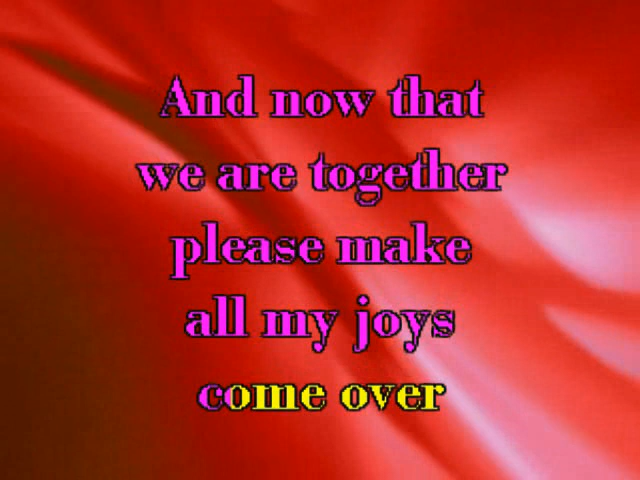 And now that
we are together
please make
all my joys
come over